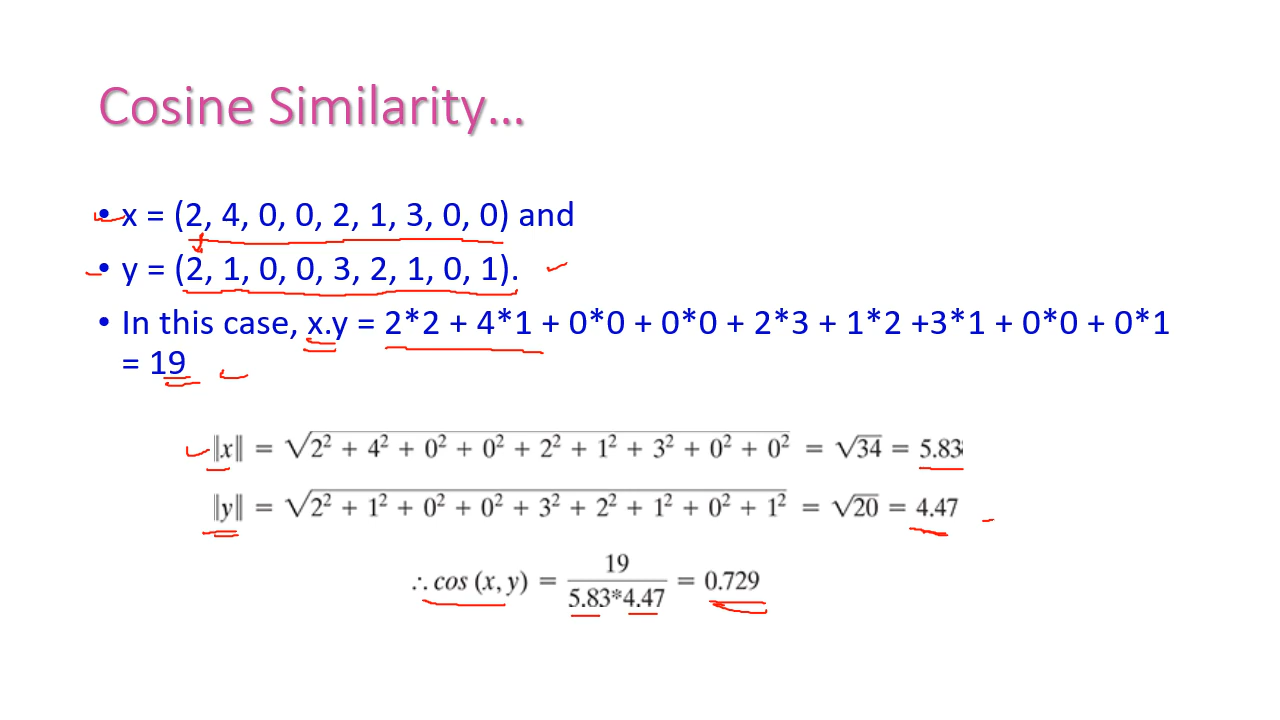 Cosine Similarity...
• x = (2, 4, 0, 0, 2, 1, 3, 0, 0) and
• y = (2, 1, 0, 0, 3, 2, 1, 0, 1).
• In this case, x.y = 2*2 + 4*1 + 0*0 + 0*0 + 2*3 + 1*2 +3*1 + 0*0 + 0*1
= 19
‖x‖ = √2² + 4² + 0² + 0² + 2² + 1² + 3² + 0² + 0² = √34 = 5.83
‖y‖ = √2² + 1² + 0² + 0² + 3² + 2² + 1² + 0² + 1² = √20 = 4.47
∴ cos (x, y) = 19 / 5.83*4.47 = 0.729